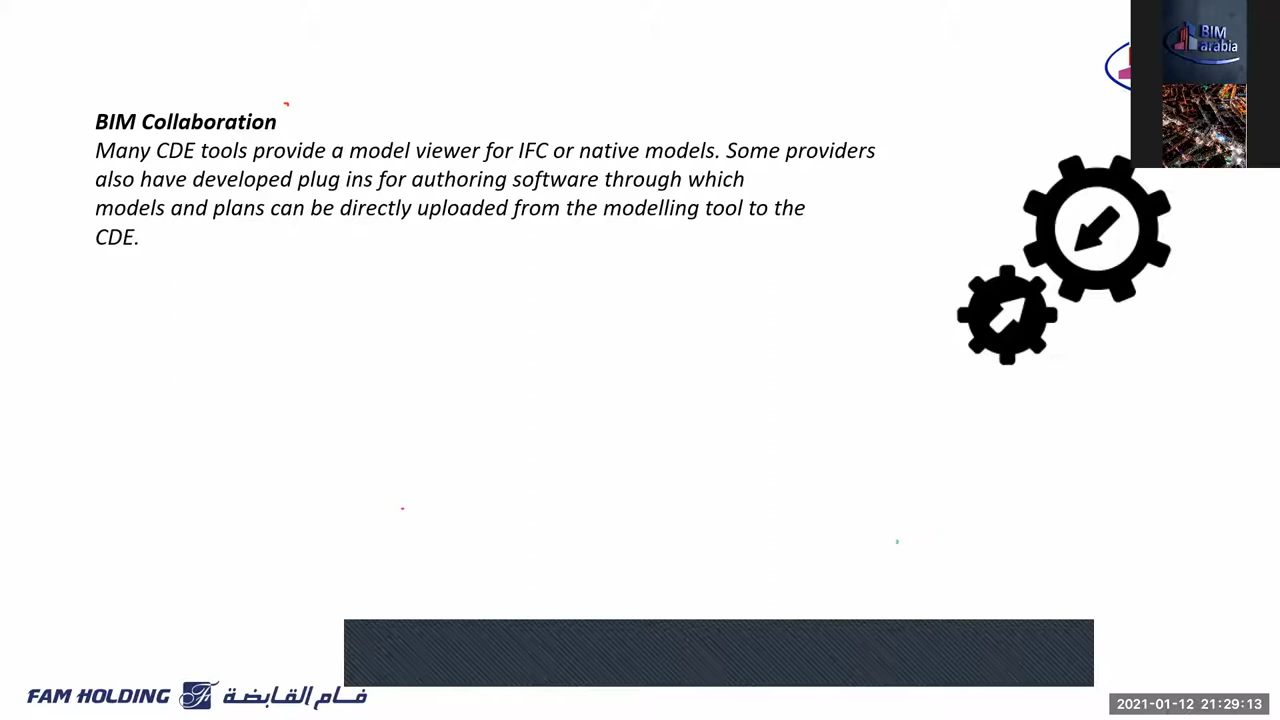 BIM
arabia
BIM Collaboration
Many CDE tools provide a model viewer for IFC or native models. Some providers
also have developed plug ins for authoring software through which
models and plans can be directly uploaded from the modelling tool to the
CDE.
FAM HOLDING فام القابضة
2021-01-12 21:29:13